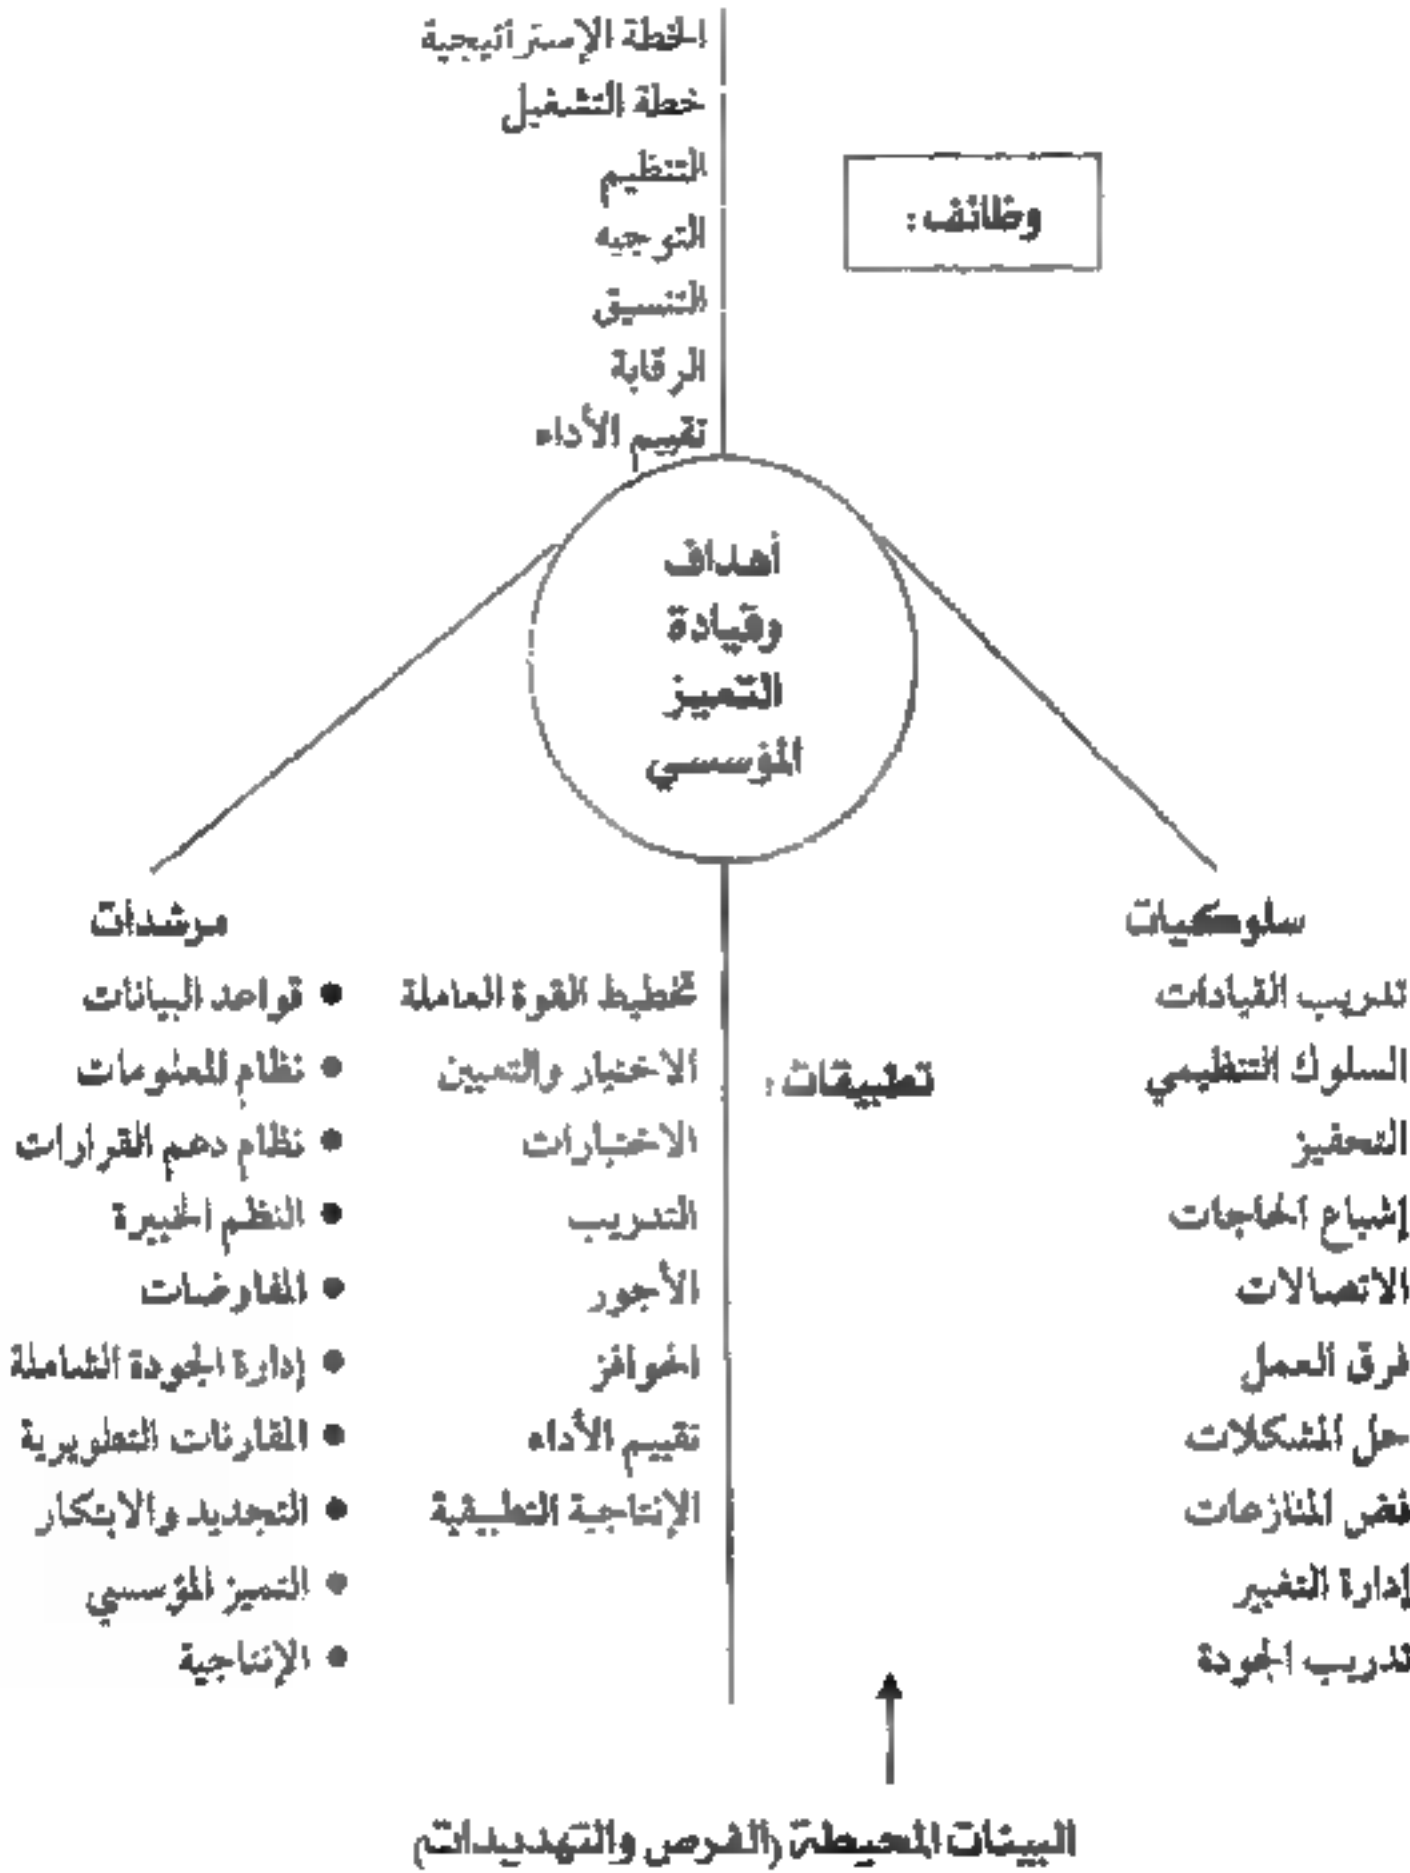 الخطة الإستراتيجية
خطة التشغيل
التنظيم
التوجيه
التنسيق
الرقابة
تقييم الأداء
وظائف :
أهداف
وقيادة
التميز
المؤسسي
سلوكيات
تدريب القيادات
السلوك التنظيمي
التحفيز
إشباع الحاجات
الاتصالات
فرق العمل
حل المشكلات
فض المنازعات
إدارة التغيير
تدريب الجودة
تطبيقات :
تخطيط القوة العاملة
الاختيار والتعيين
الاختبارات
التدريب
الأجور
الحوافز
تقييم الأداء
الإنتاجية التطبيقية
مرشدات
• قواعد البيانات
• نظام المعلومات
• نظام دعم القرارات
• النظم الخبيرة
• المفاوضات
• إدارة الجودة الشاملة
• المقارنات التطويرية
• التجديد والابتكار
• التميز المؤسسي
• الإنتاجية
البيئات المحيطة (الفرص والتهديدات)